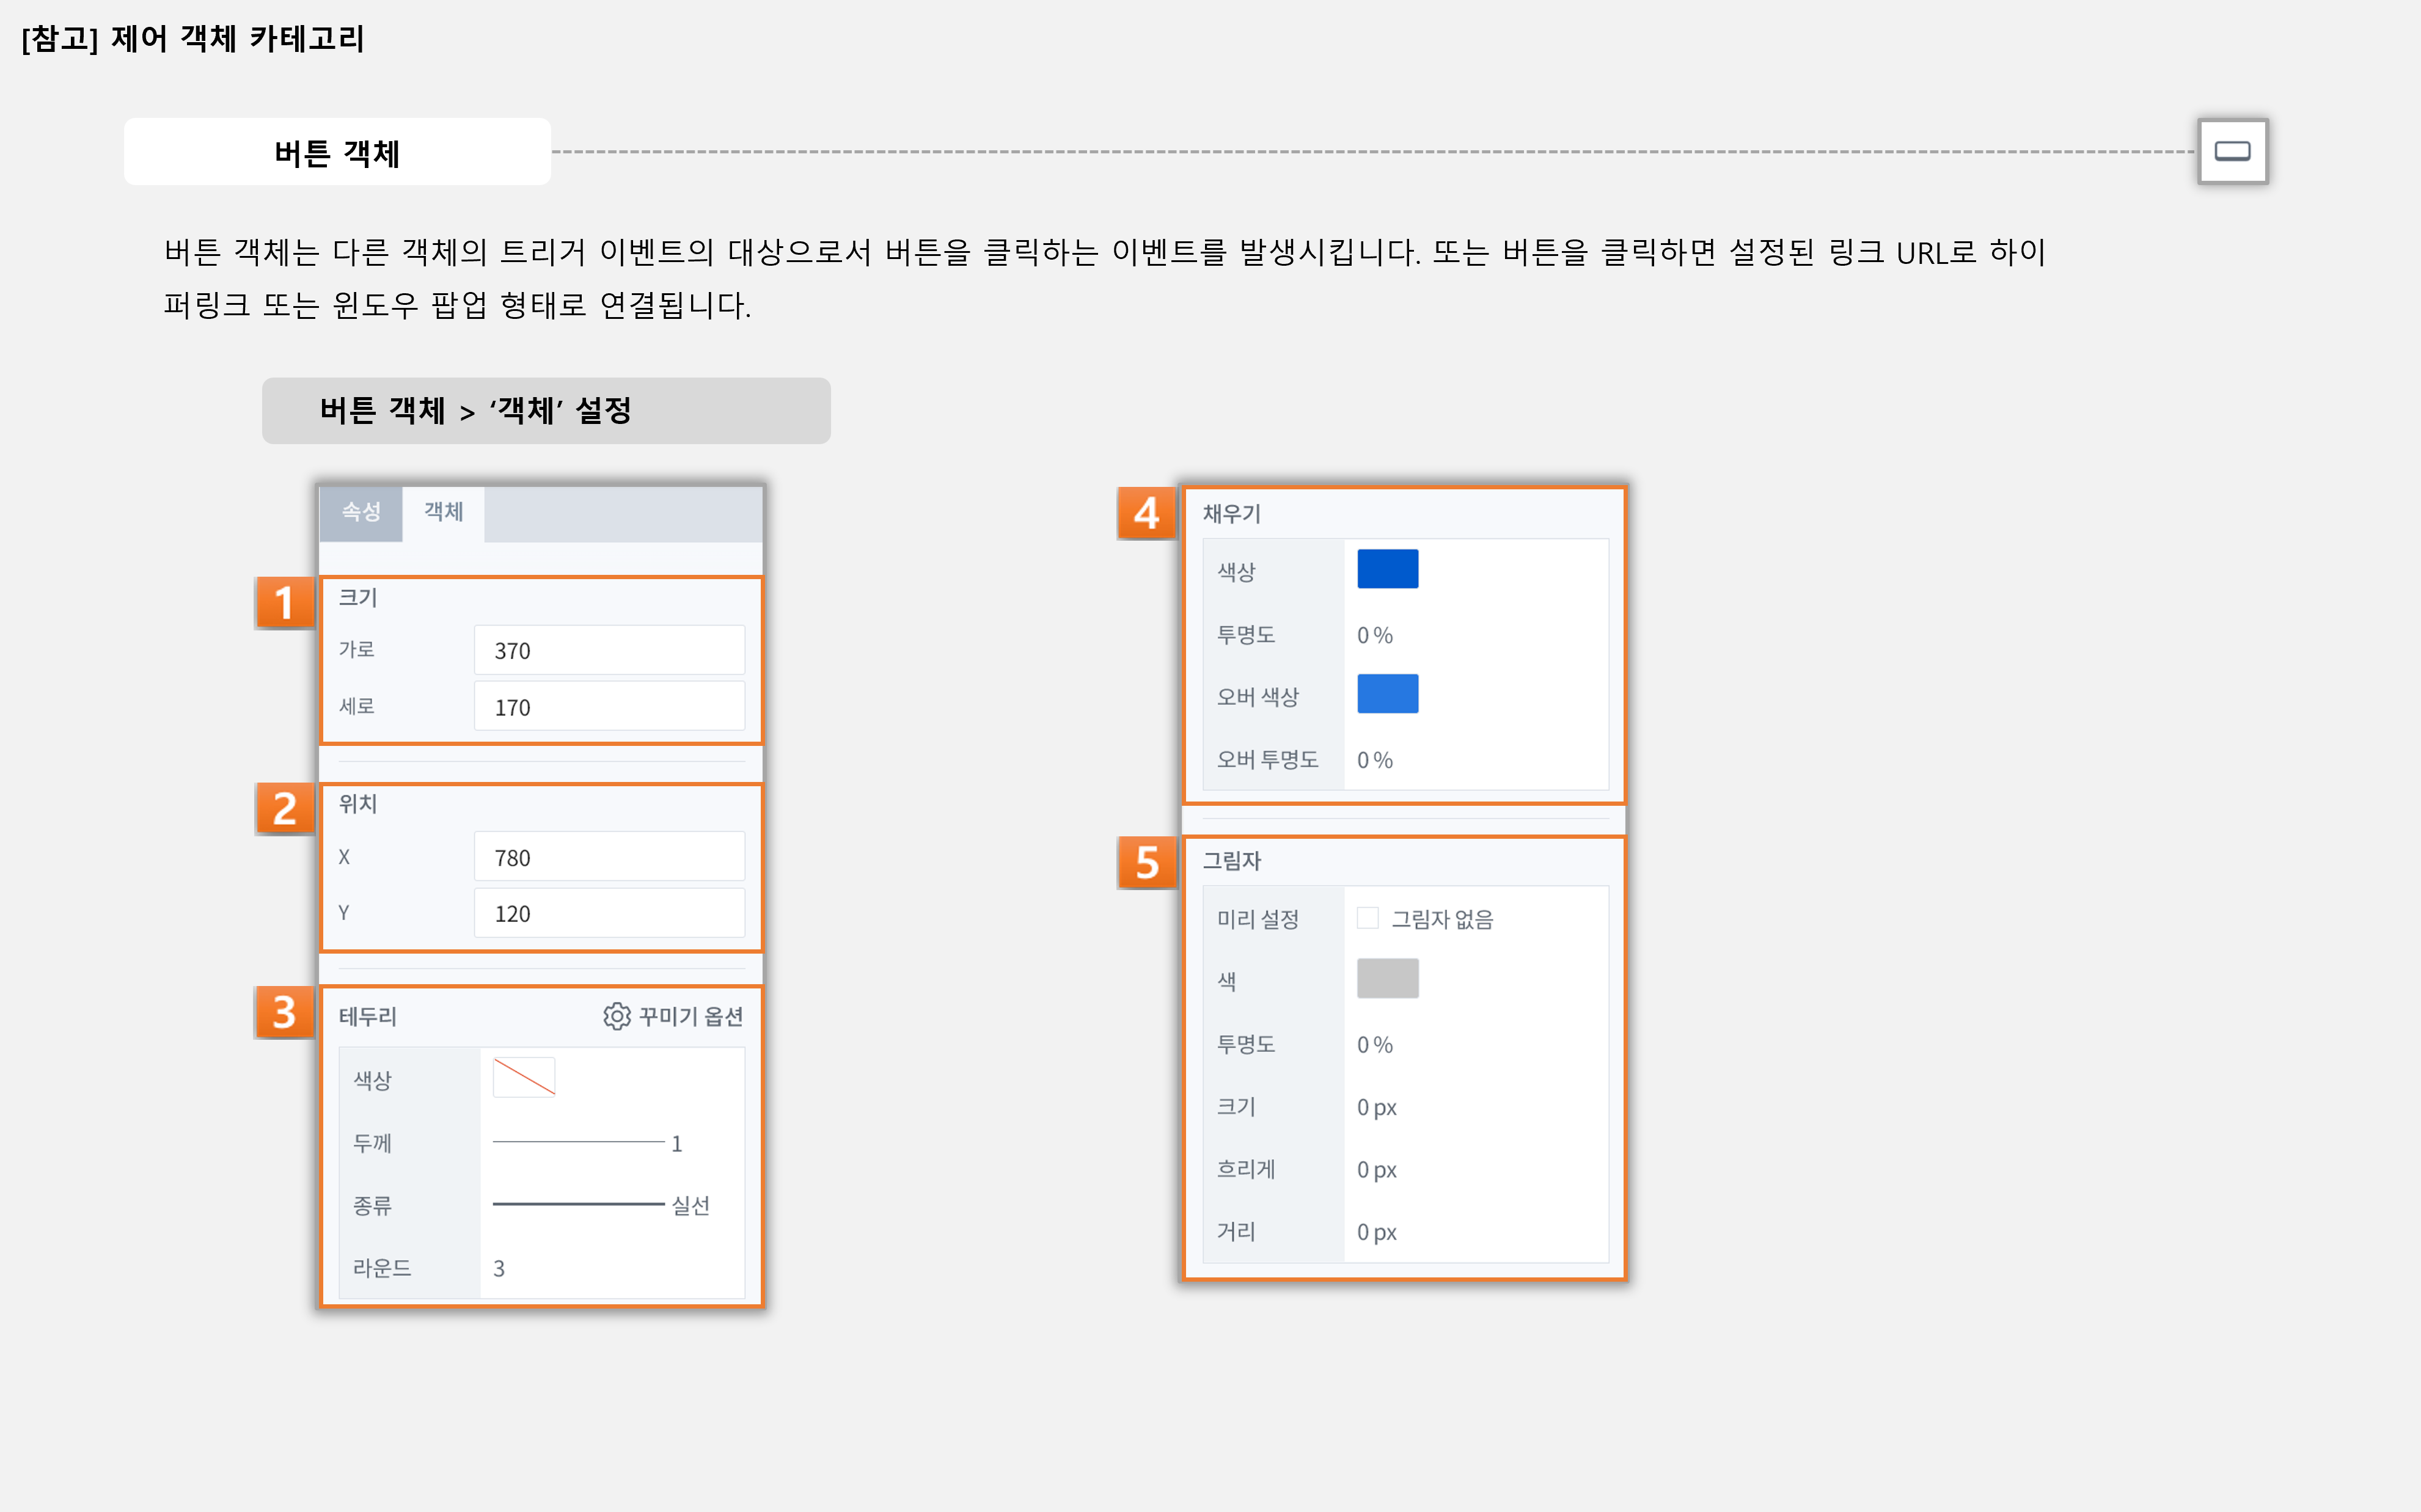 [참고] 제어 객체 카테고리
버튼 객체
버튼 객체는 다른 객체의 트리거 이벤트의 대상으로서 버튼을 클릭하는 이벤트를 발생시킵니다. 또는 버튼을 클릭하면 설정된 링크 URL로 하이
퍼링크 또는 윈도우 팝업 형태로 연결됩니다.
버튼 객체 > ‘객체’ 설정
속성 객체
1
크기
가로 370
세로 170
2
위치
X 780
Y 120
3
테두리 꾸미기 옵션
색상
두께 1
종류 실선
라운드 3
4
채우기
색상
투명도 0 %
오버 색상
오버 투명도 0 %
5
그림자
미리 설정 그림자 없음
색
투명도 0 %
크기 0 px
흐리게 0 px
거리 0 px